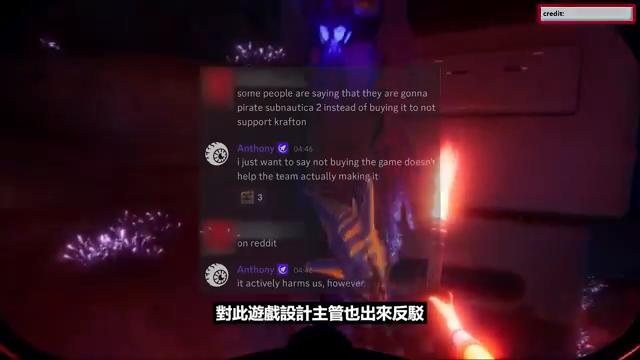 credit:
some people are saying that they are gonna
pirate subnautica 2 instead of buying it to not
support krafton
Anthony 04:46
i just want to say not buying the game doesn't
help the team actually making it
3
on reddit
Anthony 04:46
it actively harms us, however.
對此遊戲設計主管也出來反駁